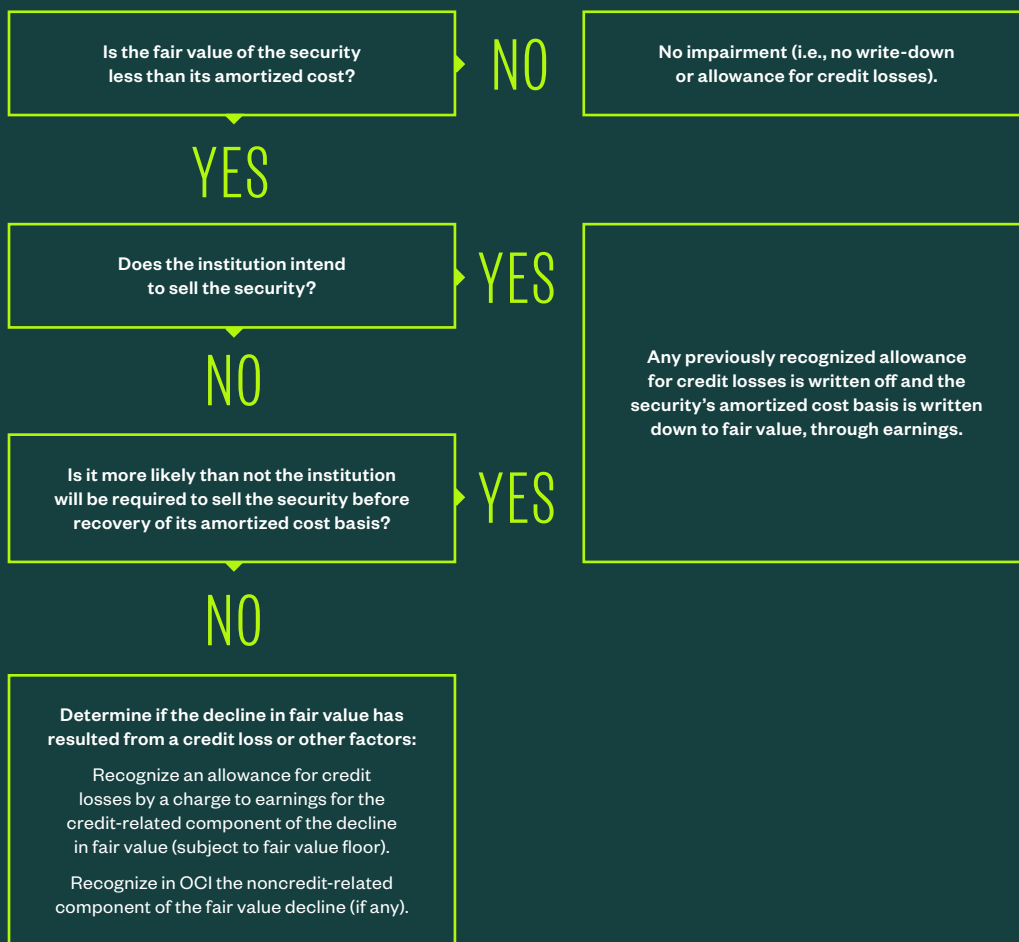 Is the fair value of the security
less than its amortized cost?
NO
No impairment (i.e., no write-down
or allowance for credit losses).
YES
Does the institution intend
to sell the security?
YES
Any previously recognized allowance
for credit losses is written off and the
security's amortized cost basis is written
down to fair value, through earnings.
NO
Is it more likely than not the institution
will be required to sell the security before
recovery of its amortized cost basis?
YES
NO
Determine if the decline in fair value has
resulted from a credit loss or other factors:
Recognize an allowance for credit
losses by a charge to earnings for the
credit-related component of the decline
in fair value (subject to fair value floor).
Recognize in OCI the noncredit-related
component of the fair value decline (if any).